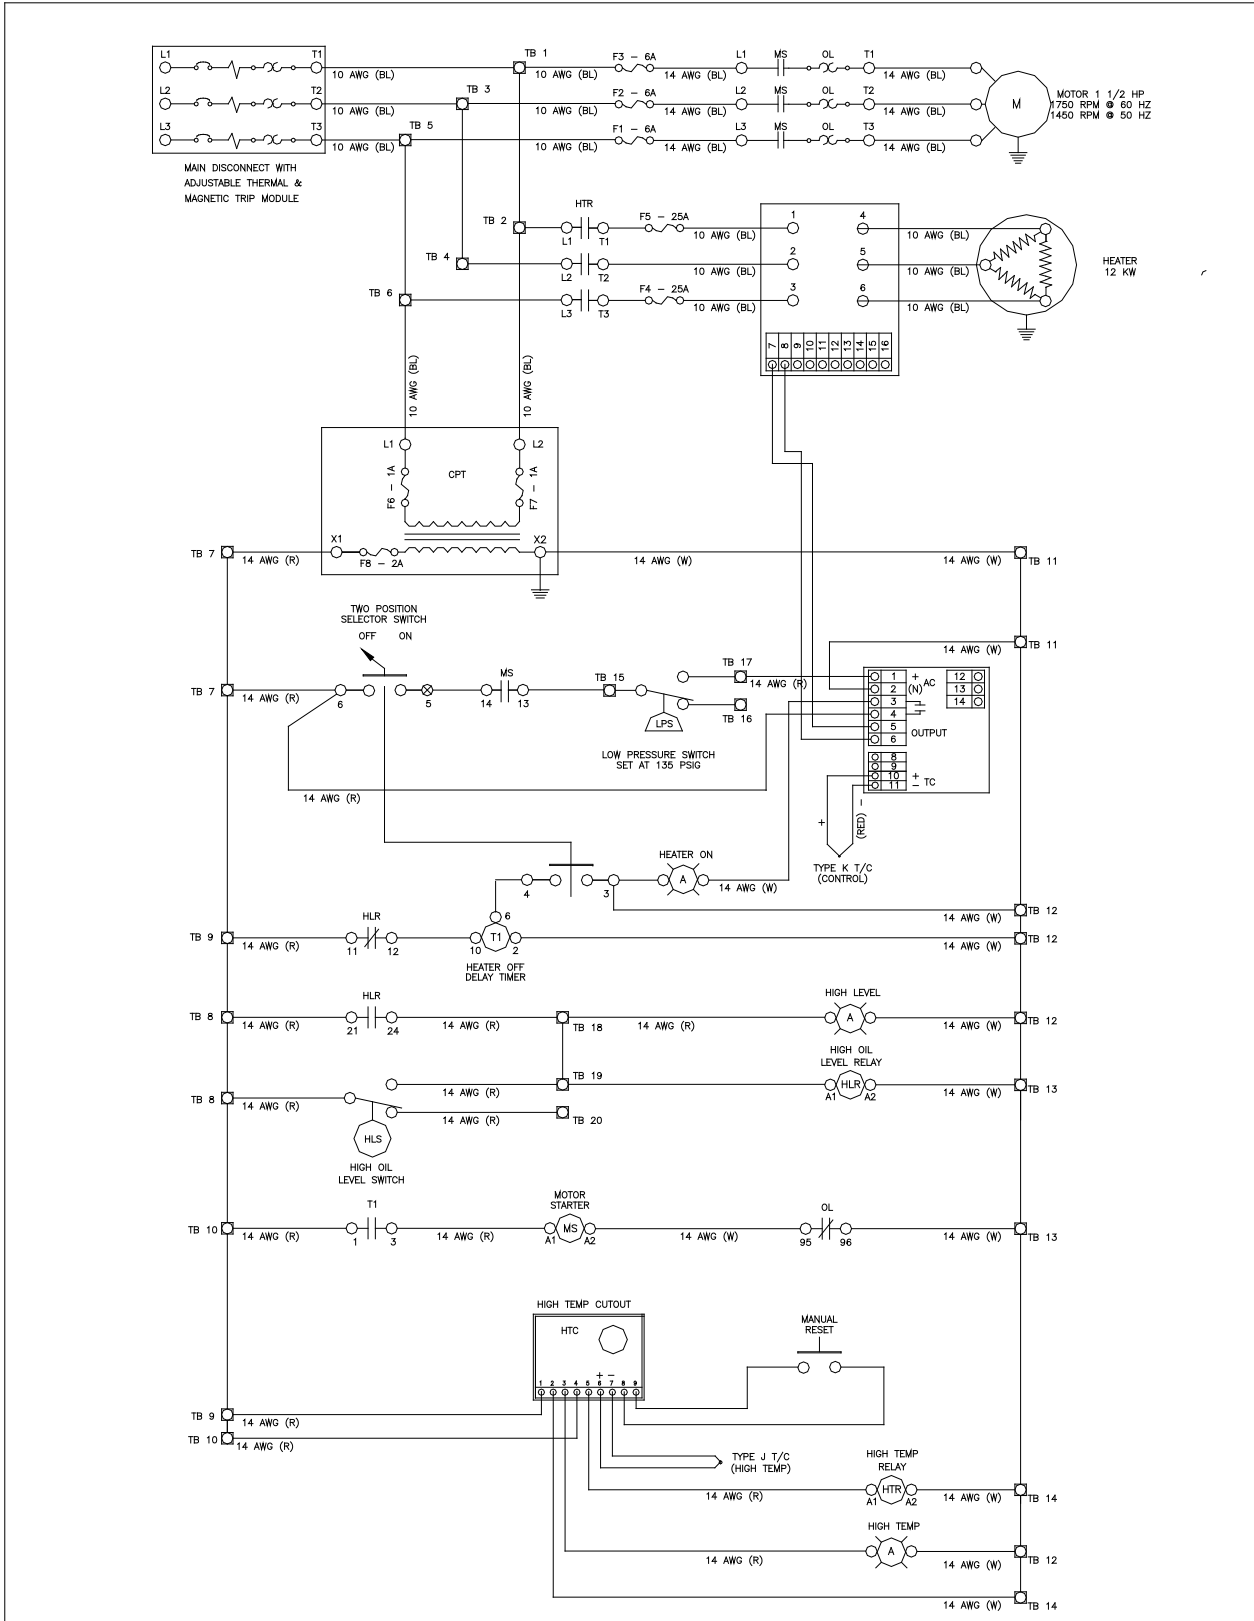 L1 T1 TB 1 F3 - 6A L1 MS OL T1
10 AWG (BL) 10 AWG (BL) 14 AWG (BL) 14 AWG (BL)
L2 T2 TB 3 F2 - 6A L2 MS OL T2 M MOTOR 1 1/2 HP
1750 RPM @ 60 HZ
10 AWG (BL) 10 AWG (BL) 14 AWG (BL) 14 AWG (BL) 1450 RPM @ 50 HZ
L3 T3 TB 5 F1 - 6A L3 MS OL T3
10 AWG (BL) 10 AWG (BL) 14 AWG (BL) 14 AWG (BL)
MAIN DISCONNECT WITH
ADJUSTABLE THERMAL &
MAGNETIC TRIP MODULE
HTR
TB 2 L1 T1 F5 - 25A 10 AWG (BL) 1 4 10 AWG (BL)
TB 4 L2 T2 10 AWG (BL) 2 5 10 AWG (BL)
HEATER
12 KW
TB 6 L3 T3 F4 - 25A 10 AWG (BL) 3 6 10 AWG (BL)
7 8 9 10 11 12 13 14 15 16
10 AWG (BL) 10 AWG (BL)
L1 L2
F6 - 1A CPT F7 - 1A
X1 X2
TB 7 14 AWG (R) F8 - 2A 14 AWG (W) 14 AWG (W) TB 11
TWO POSITION
SELECTOR SWITCH
OFF ON
14 AWG (W) TB 11
TB 7 14 AWG (R) 6 5 14 MS 13 TB 15 LPS TB 17 14 AWG (R)
TB 16
LOW PRESSURE SWITCH
SET AT 135 PSIG
1 + AC 12
2 (N) 13
3 14
4
5 OUTPUT
6
8
9
10 + TC
11 -
14 AWG (R)
+ (RED) -
TYPE K T/C
(CONTROL)
HEATER ON
4 3 A 14 AWG (W)
14 AWG (W) TB 12
6
TB 9 14 AWG (R) HLR 11 12 10 T1 2 14 AWG (W) TB 12
HEATER OFF
DELAY TIMER
HLR HIGH LEVEL
TB 8 14 AWG (R) 21 24 14 AWG (R) TB 18 14 AWG (R) A 14 AWG (W) TB 12
HIGH OIL
LEVEL RELAY
14 AWG (R) TB 19 A1 HLR A2 14 AWG (W) TB 13
TB 8 14 AWG (R) 14 AWG (R) TB 20
HLS
HIGH OIL
LEVEL SWITCH
MOTOR
STARTER
T1 OL
TB 10 14 AWG (R) 1 3 14 AWG (R) A1 MS A2 14 AWG (W) 95 96 14 AWG (W) TB 13
HIGH TEMP CUTOUT
HTC
MANUAL
RESET
+ -
1 2 3 4 5 6 7 8 9
TB 9 14 AWG (R)
TB 10 14 AWG (R)
TYPE J T/C
(HIGH TEMP)
HIGH TEMP
RELAY
14 AWG (R) A1 HTR A2 14 AWG (W) TB 14
HIGH TEMP
14 AWG (R) A 14 AWG (W) TB 12
14 AWG (W) TB 14